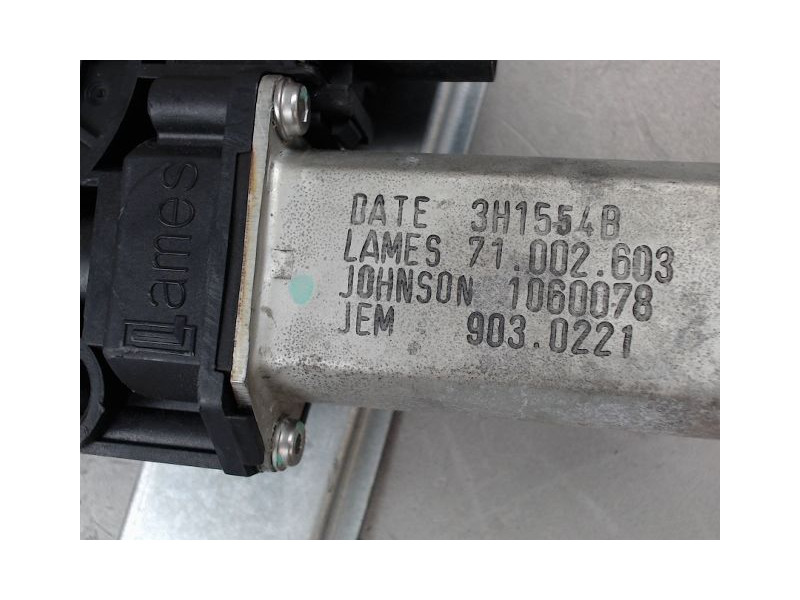 Lames
DATE 3H1554B
LAMES 71.002.603
JOHNSON 1060078
JEM 903.0221